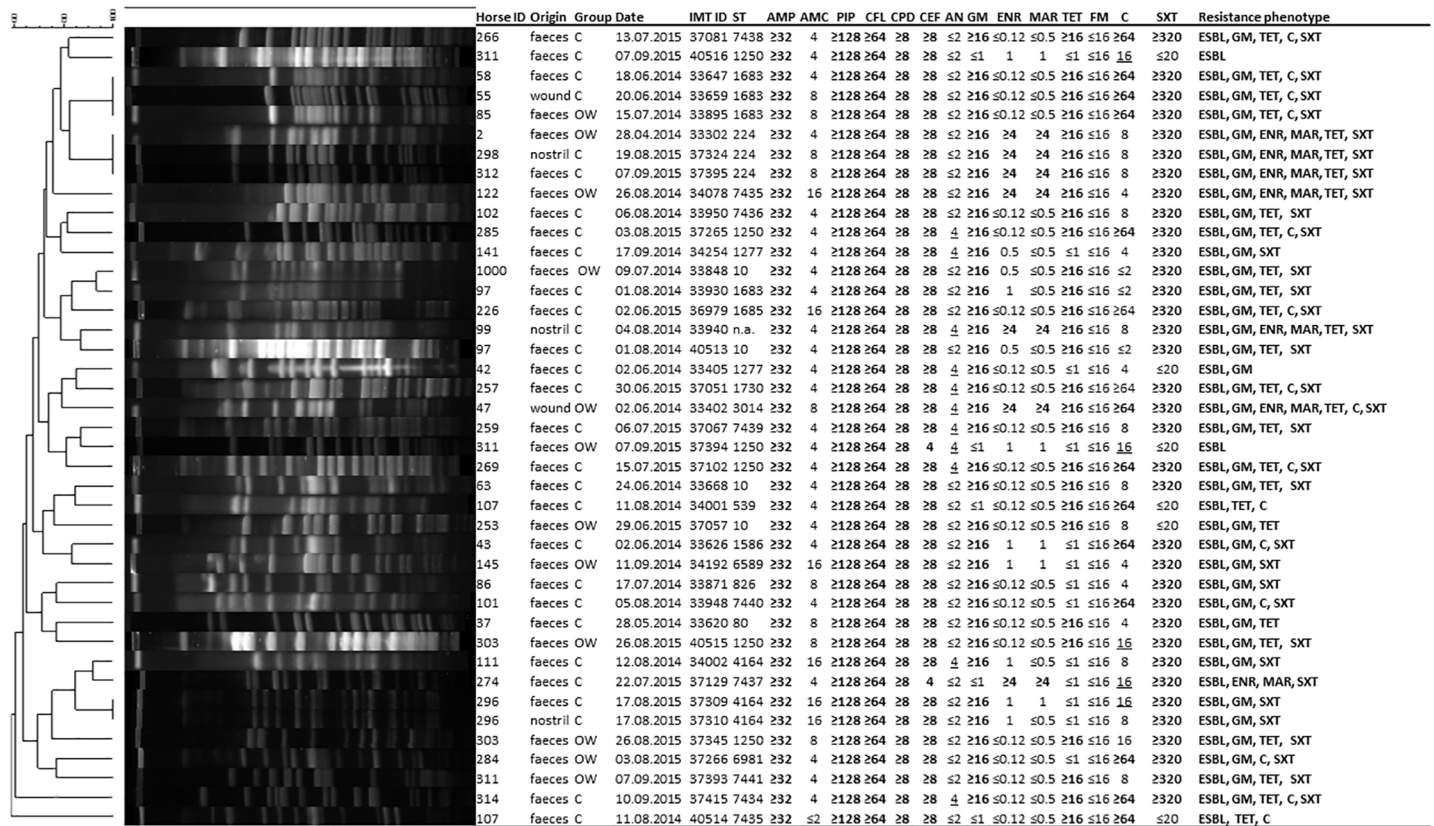 60 80 100
Horse ID Origin Group Date IMT ID ST AMP AMC PIP CFL CPD CEF AN GM ENR MAR TET FM C SXT Resistance phenotype
266 faeces C 13.07.2015 37081 7438 ≥32 4 ≥128 ≥64 ≥8 ≥8 ≤2 ≥16 ≤0.12 ≤0.5 ≥16 ≤16 ≥64 ≥320 ESBL, GM, TET, C, SXT
311 faeces C 07.09.2015 40516 1250 ≥32 4 ≥128 ≥64 ≥8 ≥8 ≤2 ≤1 1 1 ≤1 ≤16 16 ≤20 ESBL
58 faeces C 18.06.2014 33647 1683 ≥32 4 ≥128 ≥64 ≥8 ≥8 ≤2 ≥16 ≤0.12 ≤0.5 ≥16 ≤16 ≥64 ≥320 ESBL, GM, TET, C, SXT
55 wound C 20.06.2014 33659 1683 ≥32 8 ≥128 ≥64 ≥8 ≥8 ≤2 ≥16 ≤0.12 ≤0.5 ≥16 ≤16 ≥64 ≥320 ESBL, GM, TET, C, SXT
85 faeces OW 15.07.2014 33895 1683 ≥32 8 ≥128 ≥64 ≥8 ≥8 ≤2 ≥16 ≤0.12 ≤0.5 ≥16 ≤16 ≥64 ≥320 ESBL, GM, TET, C, SXT
2 faeces OW 28.04.2014 33302 224 ≥32 4 ≥128 ≥64 ≥8 ≥8 ≤2 ≥16 ≥4 ≥4 ≥16 ≤16 8 ≥320 ESBL, GM, ENR, MAR, TET, SXT
298 nostril C 19.08.2015 37324 224 ≥32 8 ≥128 ≥64 ≥8 ≥8 ≤2 ≥16 ≥4 ≥4 ≥16 ≤16 8 ≥320 ESBL, GM, ENR, MAR, TET, SXT
312 faeces C 07.09.2015 37395 224 ≥32 8 ≥128 ≥64 ≥8 ≥8 ≤2 ≥16 ≥4 ≥4 ≥16 ≤16 8 ≥320 ESBL, GM, ENR, MAR, TET, SXT
122 faeces OW 26.08.2014 34078 7435 ≥32 16 ≥128 ≥64 ≥8 ≥8 ≤2 ≥16 ≥4 ≥4 ≥16 ≤16 4 ≥320 ESBL, GM, ENR, MAR, TET, SXT
102 faeces C 06.08.2014 33950 7436 ≥32 4 ≥128 ≥64 ≥8 ≥8 ≤2 ≥16 ≤0.12 ≤0.5 ≥16 ≤16 8 ≥320 ESBL, GM, TET, SXT
285 faeces C 03.08.2015 37265 1250 ≥32 4 ≥128 ≥64 ≥8 ≥8 4 ≥16 ≤0.12 ≤0.5 ≥16 ≤16 ≥64 ≥320 ESBL, GM, TET, C, SXT
141 faeces C 17.09.2014 34254 1277 ≥32 4 ≥128 ≥64 ≥8 ≥8 4 ≥16 0.5 ≤0.5 ≤1 ≤16 4 ≥320 ESBL, GM, SXT
1000 faeces OW 09.07.2014 33848 10 ≥32 4 ≥128 ≥64 ≥8 ≥8 ≤2 ≥16 0.5 ≤0.5 ≥16 ≤16 ≤2 ≥320 ESBL, GM, TET, SXT
97 faeces C 01.08.2014 33930 1683 ≥32 4 ≥128 ≥64 ≥8 ≥8 ≤2 ≥16 1 ≤0.5 ≥16 ≤16 ≤2 ≥320 ESBL, GM, TET, SXT
226 faeces C 02.06.2015 36979 1685 ≥32 16 ≥128 ≥64 ≥8 ≥8 ≤2 ≥16 ≤0.12 ≤0.5 ≥16 ≤16 ≥64 ≥320 ESBL, GM, TET, C, SXT
99 nostril C 04.08.2014 33940 n.a. ≥32 4 ≥128 ≥64 ≥8 ≥8 4 ≥16 ≥4 ≥4 ≥16 ≤16 8 ≥320 ESBL, GM, ENR, MAR, TET, SXT
97 faeces C 01.08.2014 40513 10 ≥32 4 ≥128 ≥64 ≥8 ≥8 ≤2 ≥16 0.5 ≤0.5 ≥16 ≤16 ≤2 ≥320 ESBL, GM, TET, SXT
42 faeces C 02.06.2014 33405 1277 ≥32 4 ≥128 ≥64 ≥8 ≥8 4 ≥16 ≤0.12 ≤0.5 ≤1 ≤16 4 ≤20 ESBL, GM
257 faeces C 30.06.2015 37051 1730 ≥32 4 ≥128 ≥64 ≥8 ≥8 4 ≥16 ≤0.12 ≤0.5 ≥16 ≤16 ≥64 ≥320 ESBL, GM, TET, C, SXT
47 wound OW 02.06.2014 33402 3014 ≥32 8 ≥128 ≥64 ≥8 ≥8 4 ≥16 ≥4 ≥4 ≥16 ≤16 ≥64 ≥320 ESBL, GM, ENR, MAR, TET, C, SXT
259 faeces C 06.07.2015 37067 7439 ≥32 4 ≥128 ≥64 ≥8 ≥8 4 ≥16 ≤0.12 ≤0.5 ≥16 ≤16 8 ≥320 ESBL, GM, TET, SXT
311 faeces OW 07.09.2015 37394 1250 ≥32 4 ≥128 ≥64 ≥8 4 4 ≤1 1 1 ≤1 ≤16 16 ≤20 ESBL
269 faeces C 15.07.2015 37102 1250 ≥32 4 ≥128 ≥64 ≥8 ≥8 4 ≥16 ≤0.12 ≤0.5 ≥16 ≤16 ≥64 ≥320 ESBL, GM, TET, C, SXT
63 faeces C 24.06.2014 33668 10 ≥32 4 ≥128 ≥64 ≥8 ≥8 ≤2 ≥16 ≤0.12 ≤0.5 ≥16 ≤16 8 ≥320 ESBL, GM, TET, SXT
107 faeces C 11.08.2014 34001 539 ≥32 4 ≥128 ≥64 ≥8 ≥8 ≤2 ≤1 ≤0.12 ≤0.5 ≥16 ≤16 ≥64 ≤20 ESBL, TET, C
253 faeces OW 29.06.2015 37057 10 ≥32 4 ≥128 ≥64 ≥8 ≥8 ≤2 ≥16 ≤0.12 ≤0.5 ≥16 ≤16 8 ≤20 ESBL, GM, TET
43 faeces C 02.06.2014 33626 1586 ≥32 4 ≥128 ≥64 ≥8 ≥8 ≤2 ≥16 1 1 ≤1 ≤16 ≥64 ≥320 ESBL, GM, C, SXT
145 faeces OW 11.09.2014 34192 6589 ≥32 16 ≥128 ≥64 ≥8 ≥8 ≤2 ≥16 1 1 ≤1 ≤16 4 ≥320 ESBL, GM, SXT
86 faeces C 17.07.2014 33871 826 ≥32 8 ≥128 ≥64 ≥8 ≥8 ≤2 ≥16 ≤0.12 ≤0.5 ≤1 ≤16 4 ≥320 ESBL, GM, SXT
101 faeces C 05.08.2014 33948 7440 ≥32 4 ≥128 ≥64 ≥8 ≥8 ≤2 ≥16 ≤0.12 ≤0.5 ≤1 ≤16 ≥64 ≥320 ESBL, GM, C, SXT
37 faeces C 28.05.2014 33620 80 ≥32 8 ≥128 ≥64 ≥8 ≥8 ≤2 ≥16 ≤0.12 ≤0.5 ≥16 ≤16 4 ≥320 ESBL, GM, TET
303 faeces OW 26.08.2015 40515 1250 ≥32 8 ≥128 ≥64 ≥8 ≥8 ≤2 ≥16 ≤0.12 ≤0.5 ≥16 ≤16 16 ≥320 ESBL, GM, TET, SXT
111 faeces C 12.08.2014 34002 4164 ≥32 16 ≥128 ≥64 ≥8 ≥8 4 ≥16 1 ≤0.5 ≤1 ≤16 8 ≥320 ESBL, GM, SXT
274 faeces C 22.07.2015 37129 7437 ≥32 4 ≥128 ≥64 ≥8 4 ≤2 ≤1 ≥4 ≥4 ≤1 ≤16 16 ≥320 ESBL, ENR, MAR, SXT
296 faeces C 17.08.2015 37309 4164 ≥32 16 ≥128 ≥64 ≥8 ≥8 ≤2 ≥16 1 1 ≤1 ≤16 16 ≥320 ESBL, GM, SXT
296 nostril C 17.08.2015 37310 4164 ≥32 16 ≥128 ≥64 ≥8 ≥8 ≤2 ≥16 1 ≤0.5 ≤1 ≤16 8 ≥320 ESBL, GM, SXT
303 faeces OW 26.08.2015 37345 1250 ≥32 8 ≥128 ≥64 ≥8 ≥8 ≤2 ≥16 ≤0.12 ≤0.5 ≥16 ≤16 16 ≥320 ESBL, GM, TET, SXT
284 faeces OW 03.08.2015 37266 6981 ≥32 4 ≥128 ≥64 ≥8 ≥8 ≤2 ≥16 ≤0.12 ≤0.5 ≤1 ≤16 ≥64 ≥320 ESBL, GM, C, SXT
311 faeces OW 07.09.2015 37393 7441 ≥32 4 ≥128 ≥64 ≥8 ≥8 ≤2 ≥16 ≤0.12 ≤0.5 ≥16 ≤16 8 ≥320 ESBL, GM, TET, SXT
314 faeces C 10.09.2015 37415 7434 ≥32 4 ≥128 ≥64 ≥8 ≥8 4 ≥16 ≤0.12 ≤0.5 ≥16 ≤16 ≥64 ≥320 ESBL, GM, TET, C, SXT
107 faeces C 11.08.2014 40514 7435 ≥32 ≤2 ≥128 ≥64 ≥8 ≥8 ≤2 ≤1 ≤0.12 ≤0.5 ≥16 ≤16 ≥64 ≤20 ESBL, TET, C